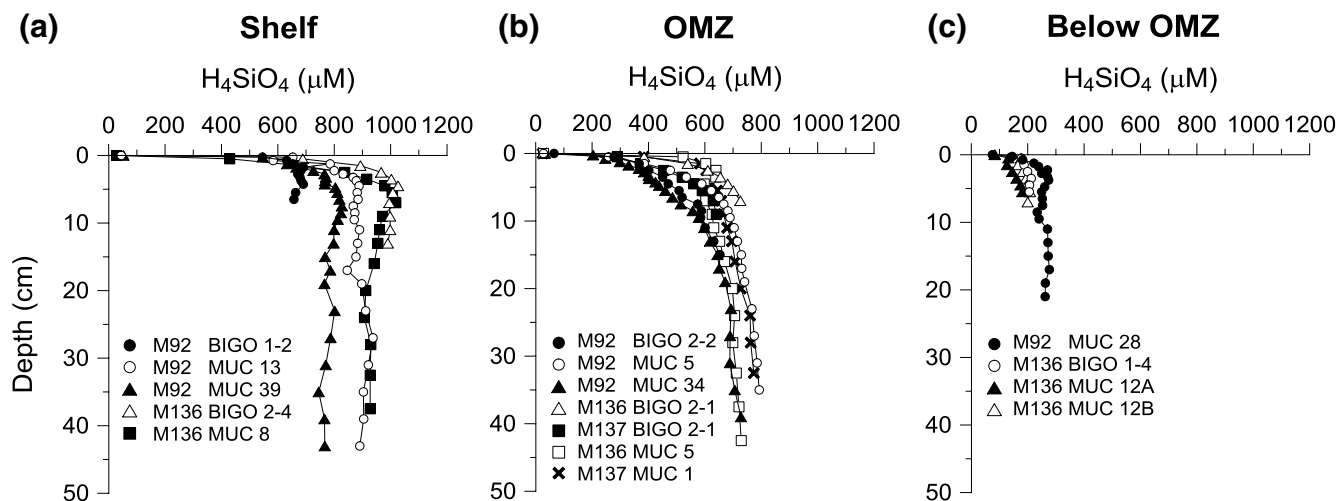 (a) Shelf
H₄SiO₄ (μM)
0 200 400 600 800 1000 1200
0
10
20
30
40
50
Depth (cm)
M92 BIGO 1-2
M92 MUC 13
M92 MUC 39
M136 BIGO 2-4
M136 MUC 8
(b) OMZ
H₄SiO₄ (μM)
0 200 400 600 800 1000 1200
0
10
20
30
40
50
M92 BIGO 2-2
M92 MUC 5
M92 MUC 34
M136 BIGO 2-1
M137 BIGO 2-1
M136 MUC 5
M137 MUC 1
(c) Below OMZ
H₄SiO₄ (μM)
0 200 400 600 800 1000 1200
0
10
20
30
40
50
M92 MUC 28
M136 BIGO 1-4
M136 MUC 12A
M136 MUC 12B